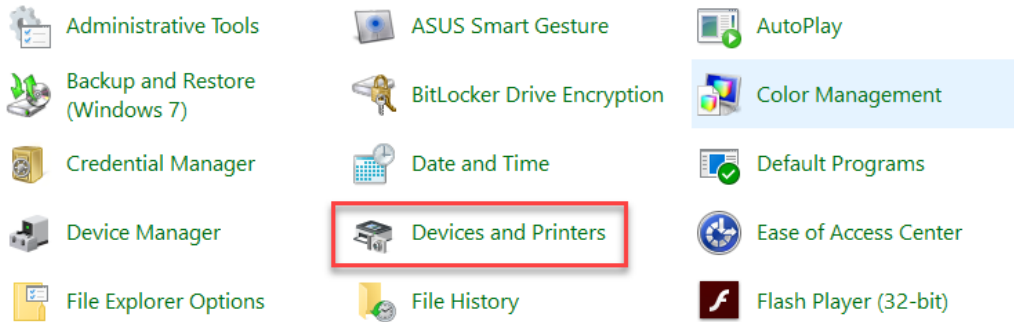 Administrative Tools
ASUS Smart Gesture
AutoPlay
Backup and Restore
(Windows 7)
BitLocker Drive Encryption
Color Management
Credential Manager
Date and Time
Default Programs
Device Manager
Devices and Printers
Ease of Access Center
File Explorer Options
File History
Flash Player (32-bit)